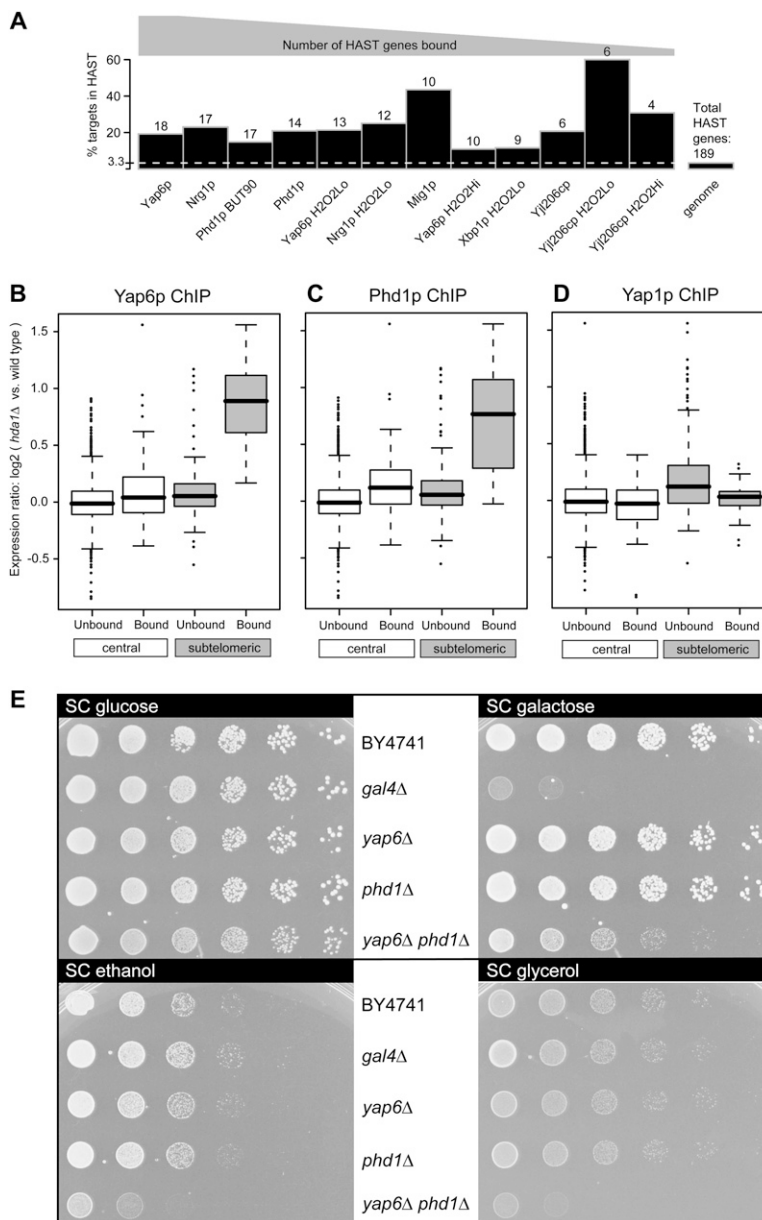 A
Number of HAST genes bound
% targets in HAST
60
40
20
3.3
18
17
17
14
13
12
10
10
9
6
6
4
Total
HAST
genes:
189
Yap6p
Nrg1p
Phd1p BUT90
Phd1p
Yap6p H2O2Lo
Nrg1p H2O2Lo
Mig1p
Yap6p H2O2Hi
Xbp1p H2O2Lo
Yjl206cp
Yjl206cp H2O2Lo
Yjl206cp H2O2Hi
genome
B
Yap6p ChIP
C
Phd1p ChIP
D
Yap1p ChIP
Expression ratio: log2 ( hda1Δ vs. wild type )
1.5
1.0
0.5
0.0
-0.5
Unbound Bound Unbound Bound
central subtelomeric
Unbound Bound Unbound Bound
central subtelomeric
Unbound Bound Unbound Bound
central subtelomeric
E
SC glucose
SC galactose
BY4741
gal4Δ
yap6Δ
phd1Δ
yap6Δ phd1Δ
SC ethanol
SC glycerol
BY4741
gal4Δ
yap6Δ
phd1Δ
yap6Δ phd1Δ